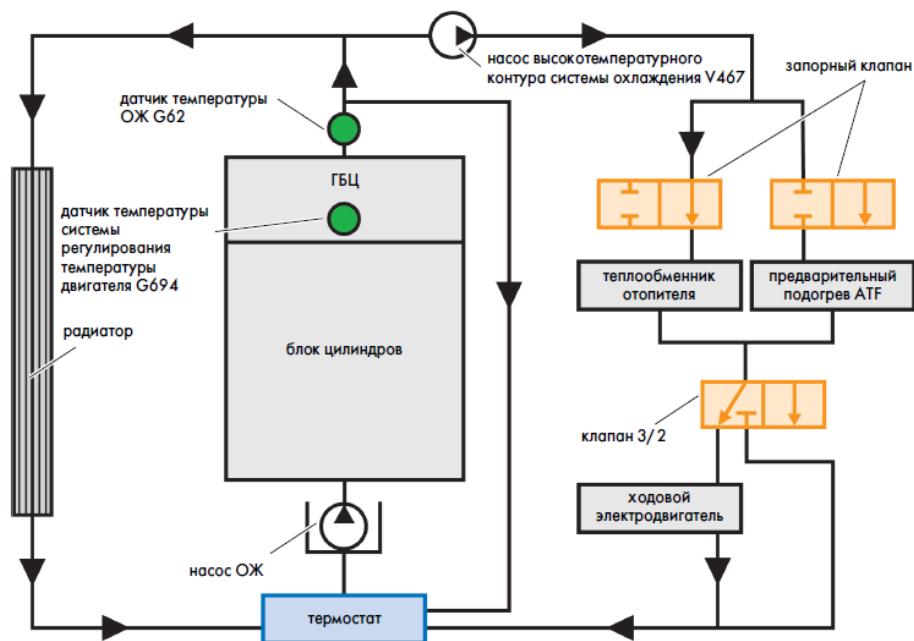 насос высокотемпературного
контура системы охлаждения V467
запорный клапан
датчик температуры
ОЖ G62
ГБЦ
датчик температуры
системы
регулирования
температуры
двигателя G694
теплообменник
отопителя
предварительный
подогрев ATF
радиатор
блок цилиндров
клапан 3/2
ходовой
электродвигатель
насос ОЖ
термостат